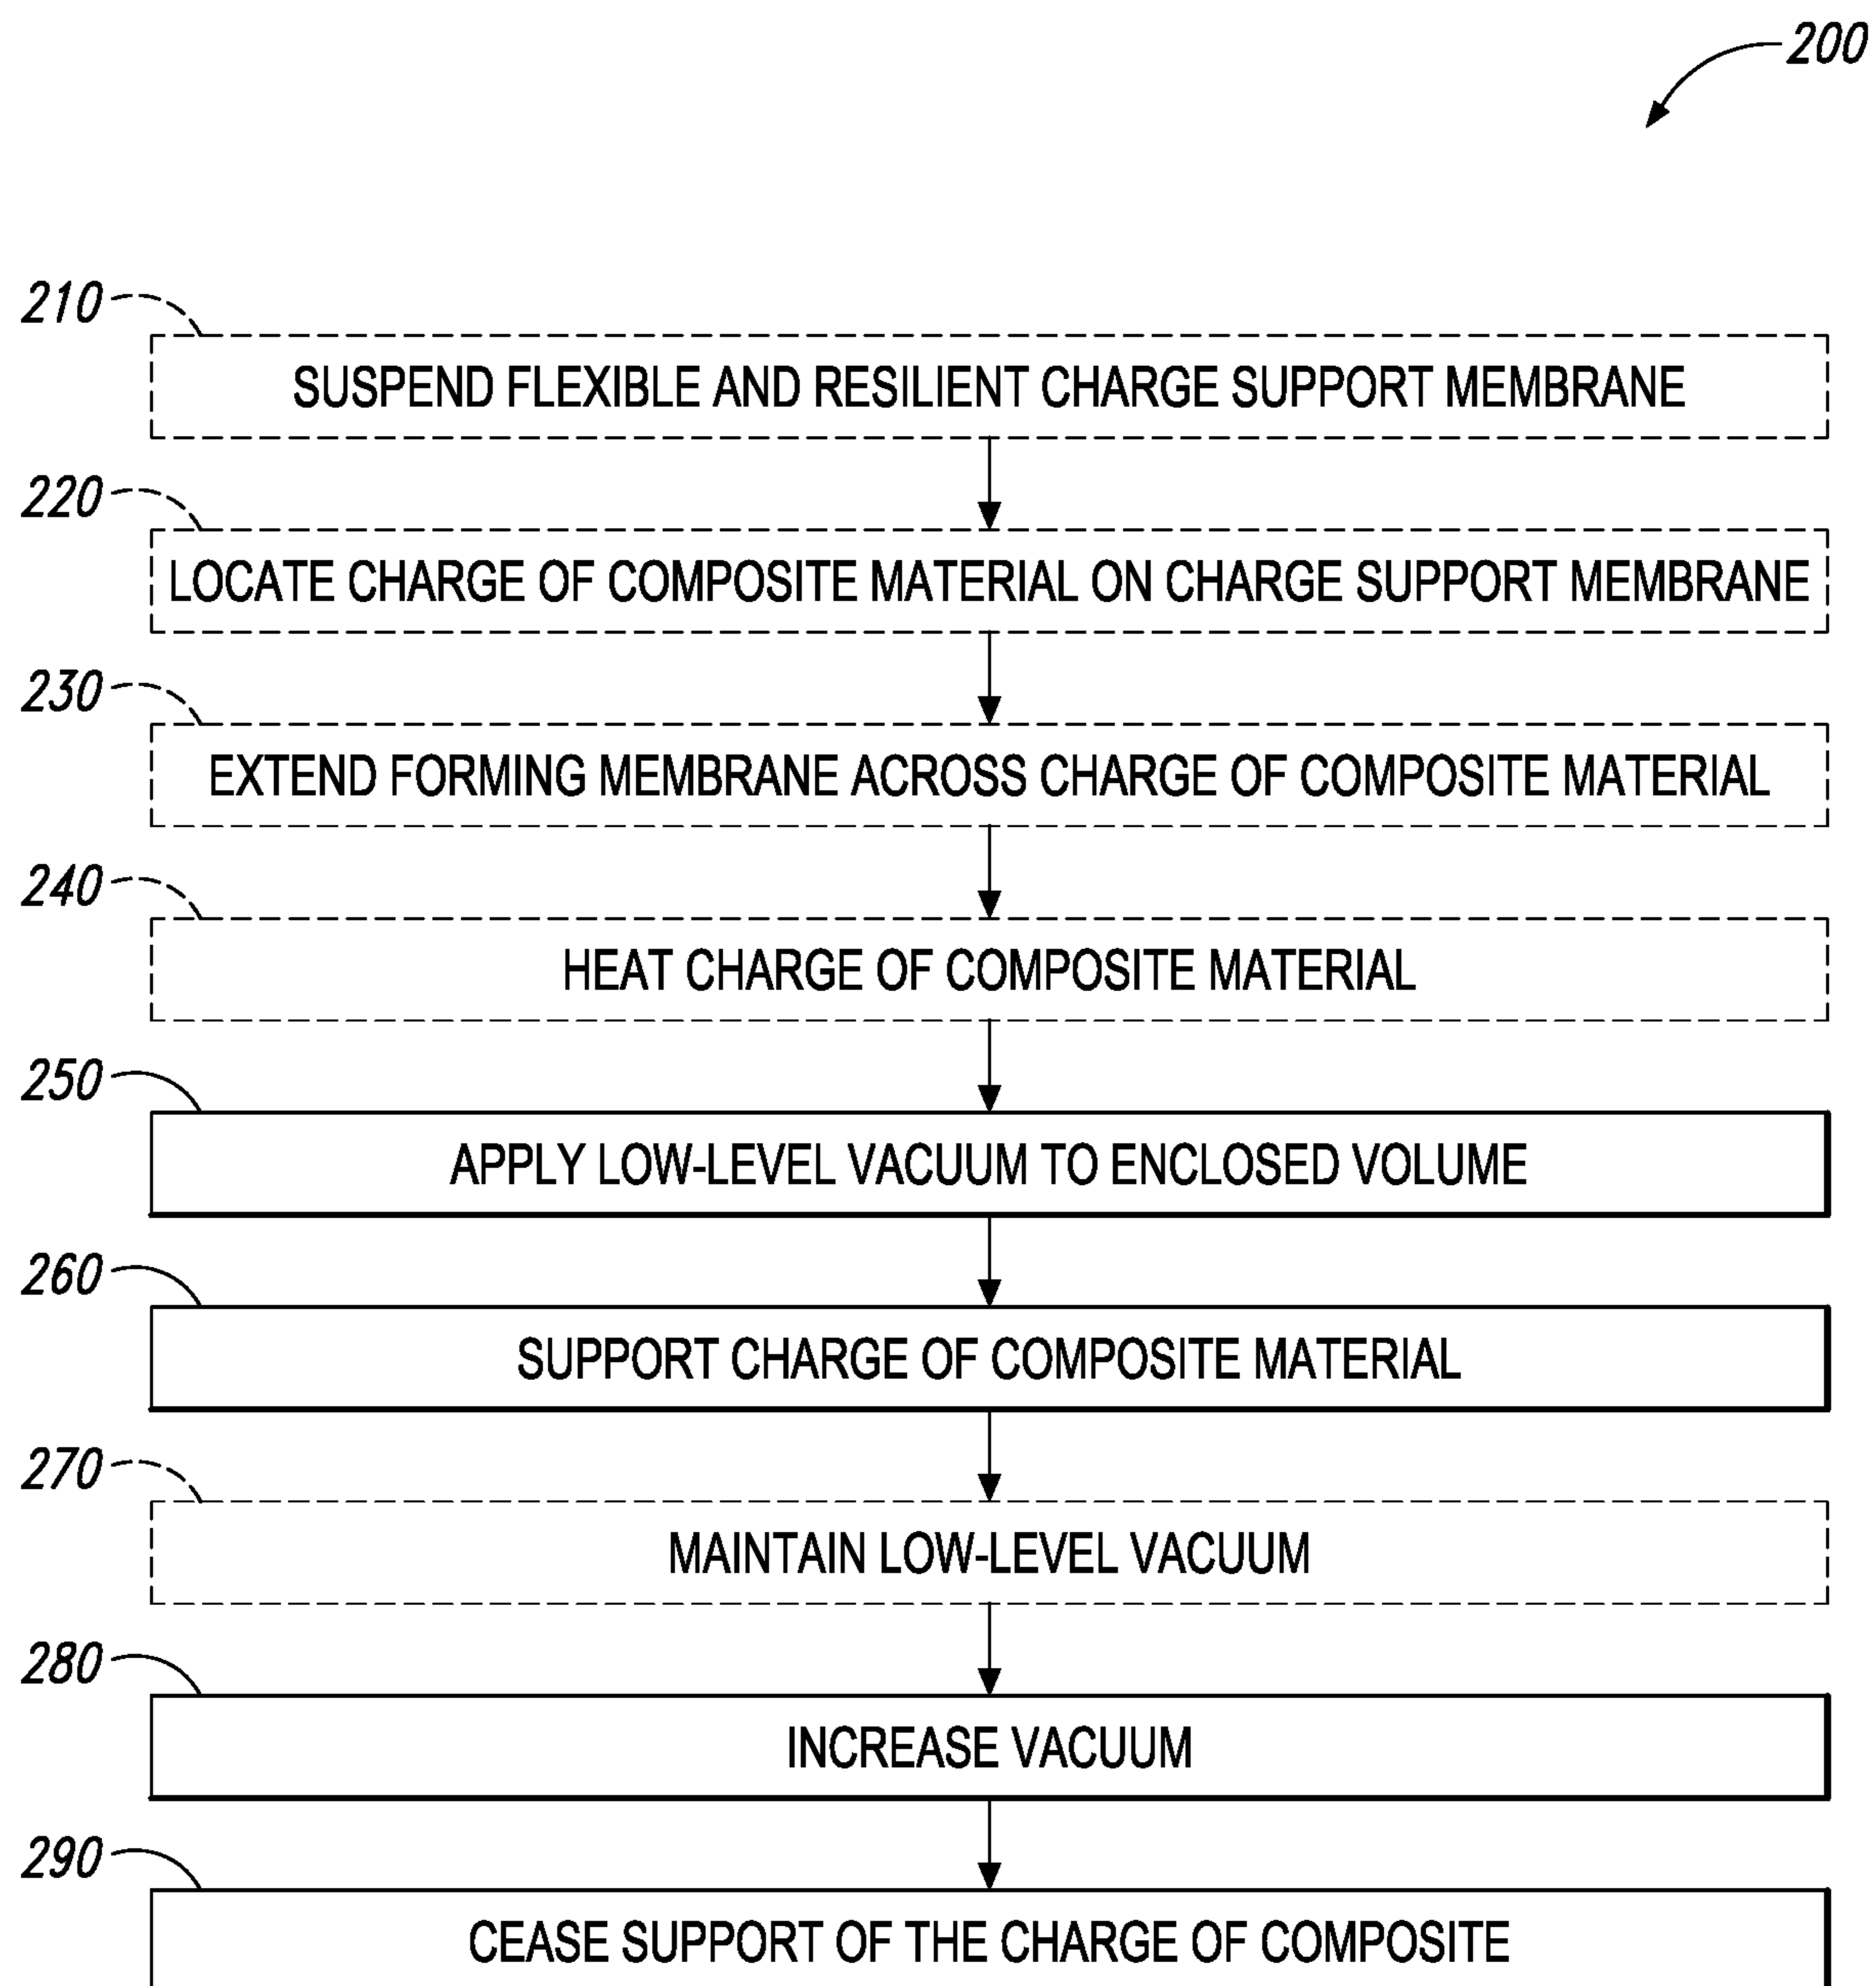 200
210
SUSPEND FLEXIBLE AND RESILIENT CHARGE SUPPORT MEMBRANE
220
LOCATE CHARGE OF COMPOSITE MATERIAL ON CHARGE SUPPORT MEMBRANE
230
EXTEND FORMING MEMBRANE ACROSS CHARGE OF COMPOSITE MATERIAL
240
HEAT CHARGE OF COMPOSITE MATERIAL
250
APPLY LOW-LEVEL VACUUM TO ENCLOSED VOLUME
260
SUPPORT CHARGE OF COMPOSITE MATERIAL
270
MAINTAIN LOW-LEVEL VACUUM
280
INCREASE VACUUM
290
CEASE SUPPORT OF THE CHARGE OF COMPOSITE